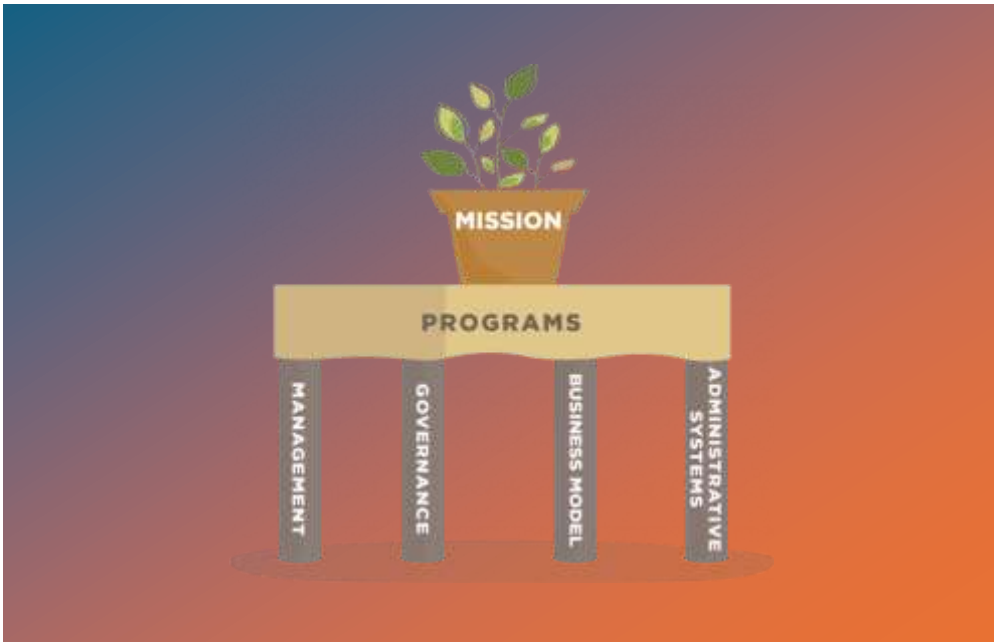 MISSION
PROGRAMS
MANAGEMENT
GOVERNANCE
BUSINESS MODEL
ADMINISTRATIVE
SYSTEMS